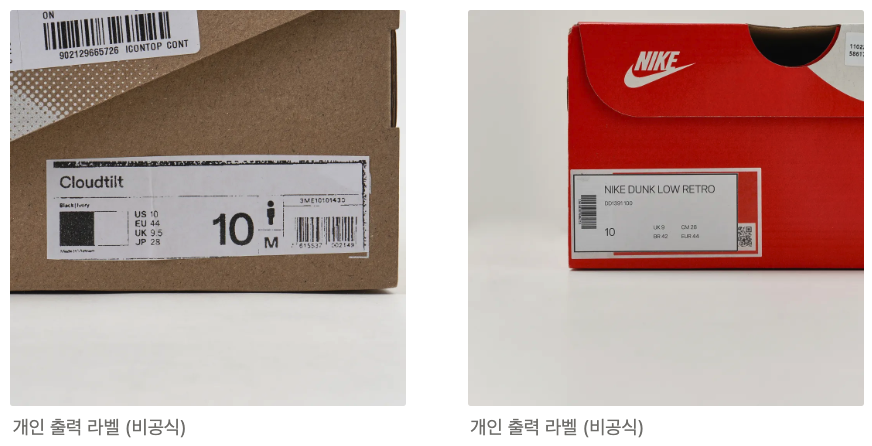 ON
902129665726 ICONTOP CONT
Cloudtilt
Black|Ivory
US 10
EU 44
UK 9.5
JP 28
10
M
3ME10101430
NIKE
NIKE DUNK LOW RETRO
10
UK 9
CM 28
BR 42
EUR 44
개인 출력 라벨 (비공식)
개인 출력 라벨 (비공식)